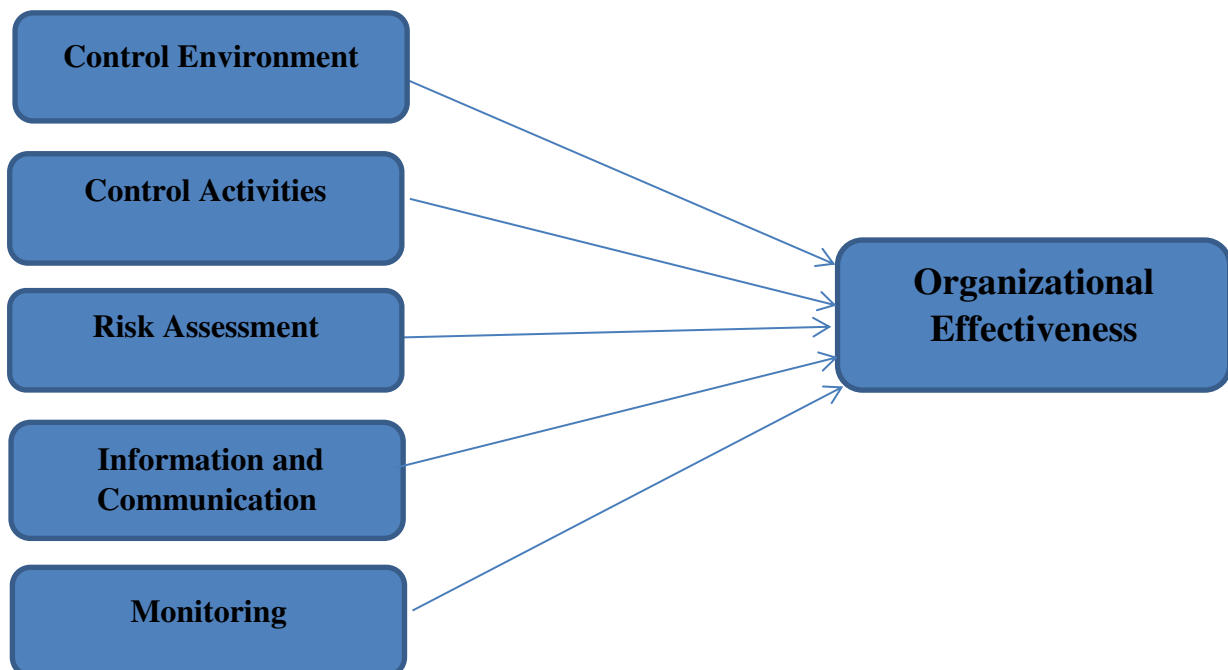 Control Environment
Control Activities
Risk Assessment
Information and
Communication
Monitoring
Organizational
Effectiveness